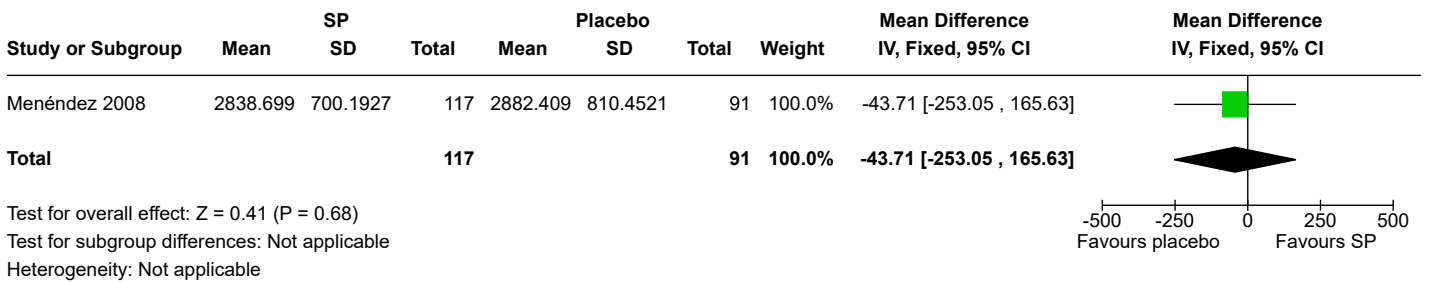 SP Placebo Mean Difference Mean Difference
Study or Subgroup Mean SD Total Mean SD Total Weight IV, Fixed, 95% CI IV, Fixed, 95% CI
Menéndez 2008 2838.699 700.1927 117 2882.409 810.4521 91 100.0% -43.71 [-253.05 , 165.63]
Total 117 91 100.0% -43.71 [-253.05 , 165.63]
Test for overall effect: Z = 0.41 (P = 0.68)
Test for subgroup differences: Not applicable
Heterogeneity: Not applicable
-500 -250 0 250 500
Favours placebo Favours SP